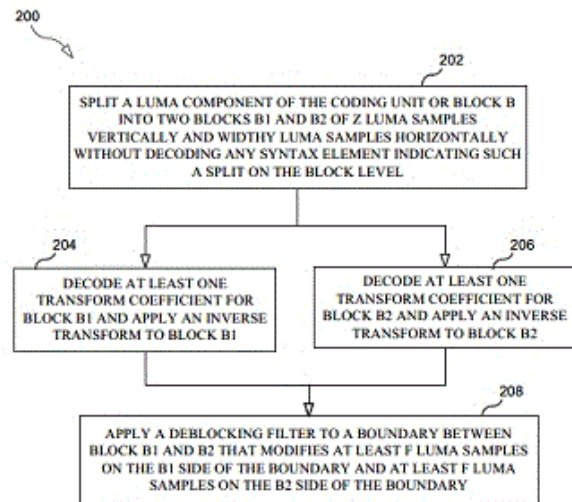 200
202
SPLIT A LUMA COMPONENT OF THE CODING UNIT OR BLOCK B
INTO TWO BLOCKS B1 AND B2 OF Z LUMA SAMPLES
VERTICALLY AND WIDTHY LUMA SAMPLES HORIZONTALLY
WITHOUT DECODING ANY SYNTAX ELEMENT INDICATING SUCH
A SPLIT ON THE BLOCK LEVEL
204
DECODE AT LEAST ONE
TRANSFORM COEFFICIENT FOR
BLOCK B1 AND APPLY AN INVERSE
TRANSFORM TO BLOCK B1
206
DECODE AT LEAST ONE
TRANSFORM COEFFICIENT FOR
BLOCK B2 AND APPLY AN INVERSE
TRANSFORM TO BLOCK B2
208
APPLY A DEBLOCKING FILTER TO A BOUNDARY BETWEEN
BLOCK B1 AND B2 THAT MODIFIES AT LEAST F LUMA SAMPLES
ON THE B1 SIDE OF THE BOUNDARY AND AT LEAST F LUMA
SAMPLES ON THE B2 SIDE OF THE BOUNDARY